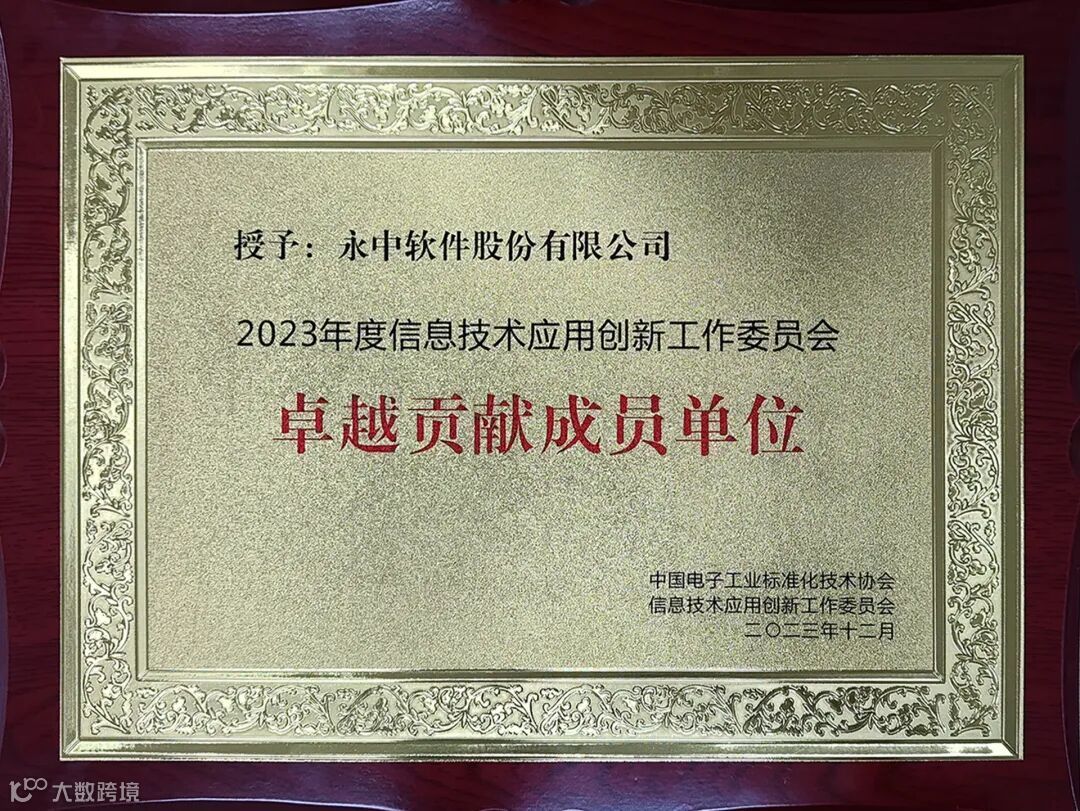 授予：永中软件股份有限公司
2023年度信息技术应用创新工作委员会
卓越贡献成员单位
中国电子工业标准化技术协会
信息技术应用创新工作委员会
二〇二三年十二月
大数跨境